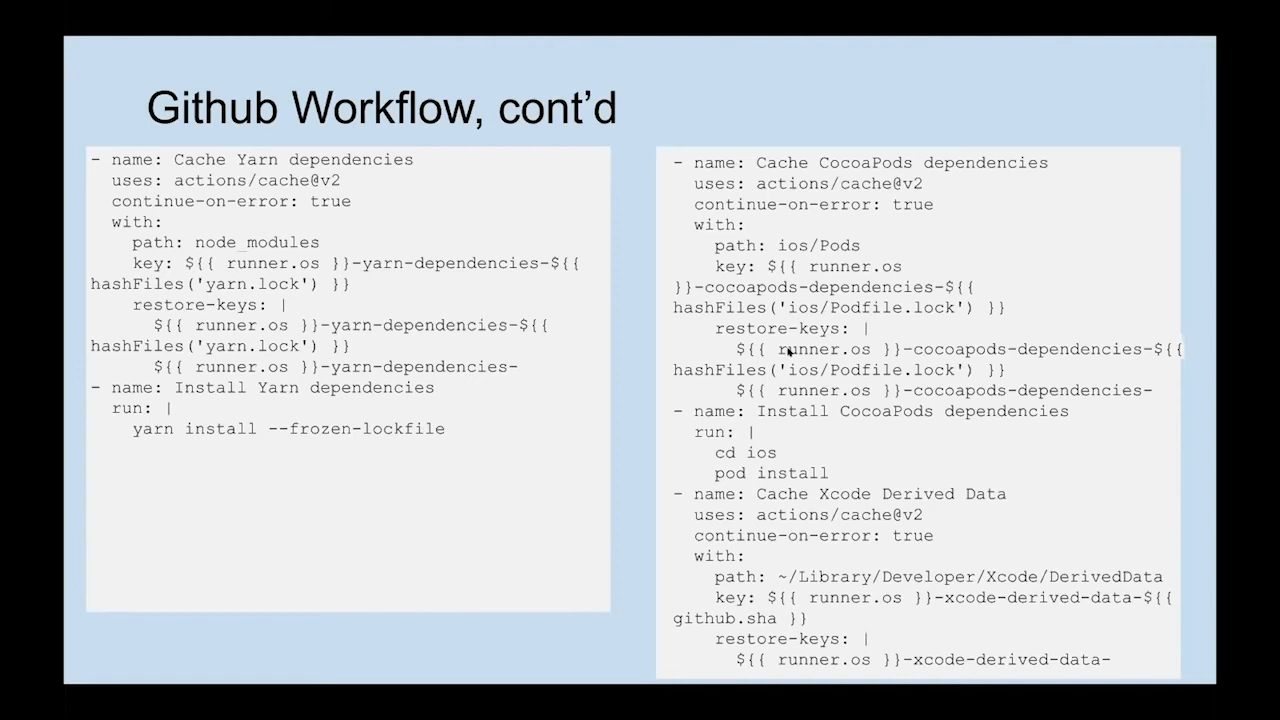 Github Workflow, cont’d
- name: Cache Yarn dependencies
uses: actions/cache@v2
continue-on-error: true
with:
path: node_modules
key: ${{ runner.os }}-yarn-dependencies-${{
hashFiles('yarn.lock') }}
restore-keys: |
${{ runner.os }}-yarn-dependencies-${{
hashFiles('yarn.lock') }}
${{ runner.os }}-yarn-dependencies-
- name: Install Yarn dependencies
run: |
yarn install --frozen-lockfile
- name: Cache CocoaPods dependencies
uses: actions/cache@v2
continue-on-error: true
with:
path: ios/Pods
key: ${{ runner.os
}}-cocoapods-dependencies-${{
hashFiles('ios/Podfile.lock') }}
restore-keys: |
${{ runner.os }}-cocoapods-dependencies-${{
hashFiles('ios/Podfile.lock') }}
${{ runner.os }}-cocoapods-dependencies-
- name: Install CocoaPods dependencies
run: |
cd ios
pod install
- name: Cache Xcode Derived Data
uses: actions/cache@v2
continue-on-error: true
with:
path: ~/Library/Developer/Xcode/DerivedData
key: ${{ runner.os }}-xcode-derived-data-${{
github.sha }}
restore-keys: |
${{ runner.os }}-xcode-derived-data-